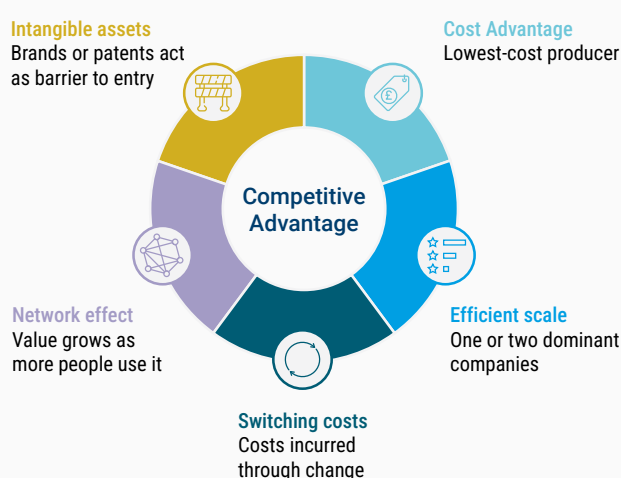 Intangible assets
Brands or patents act
as barrier to entry
Cost Advantage
Lowest-cost producer
£
Competitive
Advantage
Network effect
Value grows as
more people use it
Efficient scale
One or two dominant
companies
Switching costs
Costs incurred
through change